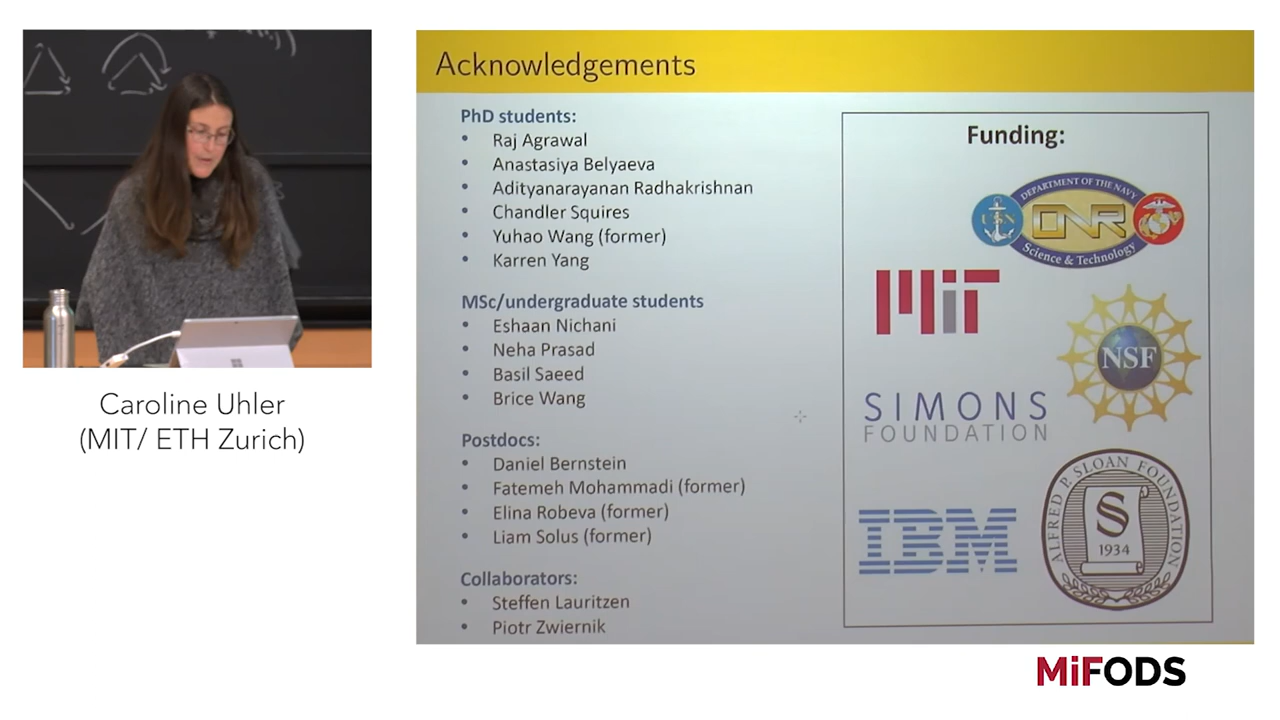 Acknowledgements
PhD students:
• Raj Agrawal
• Anastasiya Belyaeva
• Adityanarayanan Radhakrishnan
• Chandler Squires
• Yuhao Wang (former)
• Karren Yang
MSc/undergraduate students
• Eshaan Nichani
• Neha Prasad
• Basil Saeed
• Brice Wang
Postdocs:
• Daniel Bernstein
• Fatemeh Mohammadi (former)
• Elina Robeva (former)
• Liam Solus (former)
Collaborators:
• Steffen Lauritzen
• Piotr Zwiernik
Funding:
DEPARTMENT OF THE NAVY
USN
ONR
Science & Technology
MIT
NSF
SIMONS
FOUNDATION
IBM
ALFRED P. SLOAN FOUNDATION
S
1934
Caroline Uhler
(MIT/ ETH Zurich)
MiFODS